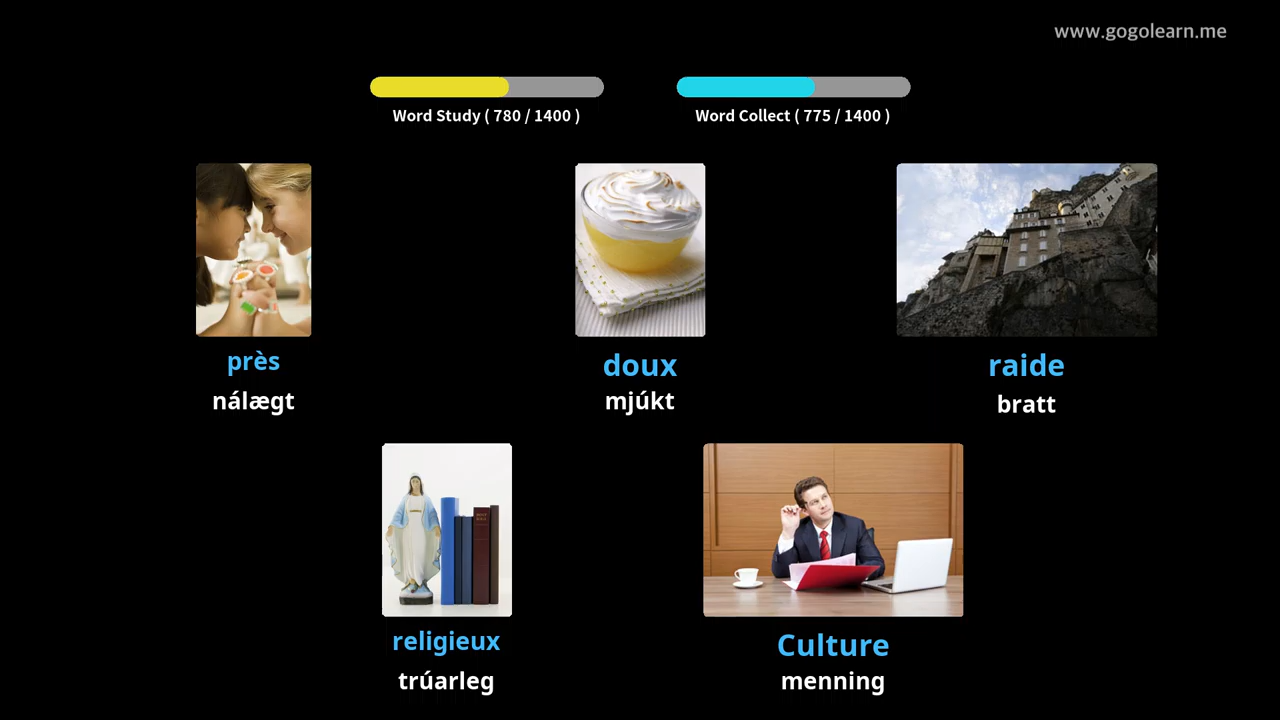 www.gogolearn.me
Word Study ( 780 / 1400 )
Word Collect ( 775 / 1400 )
près
nálægt
doux
mjúkt
raide
bratt
religieux
trúarleg
Culture
menning